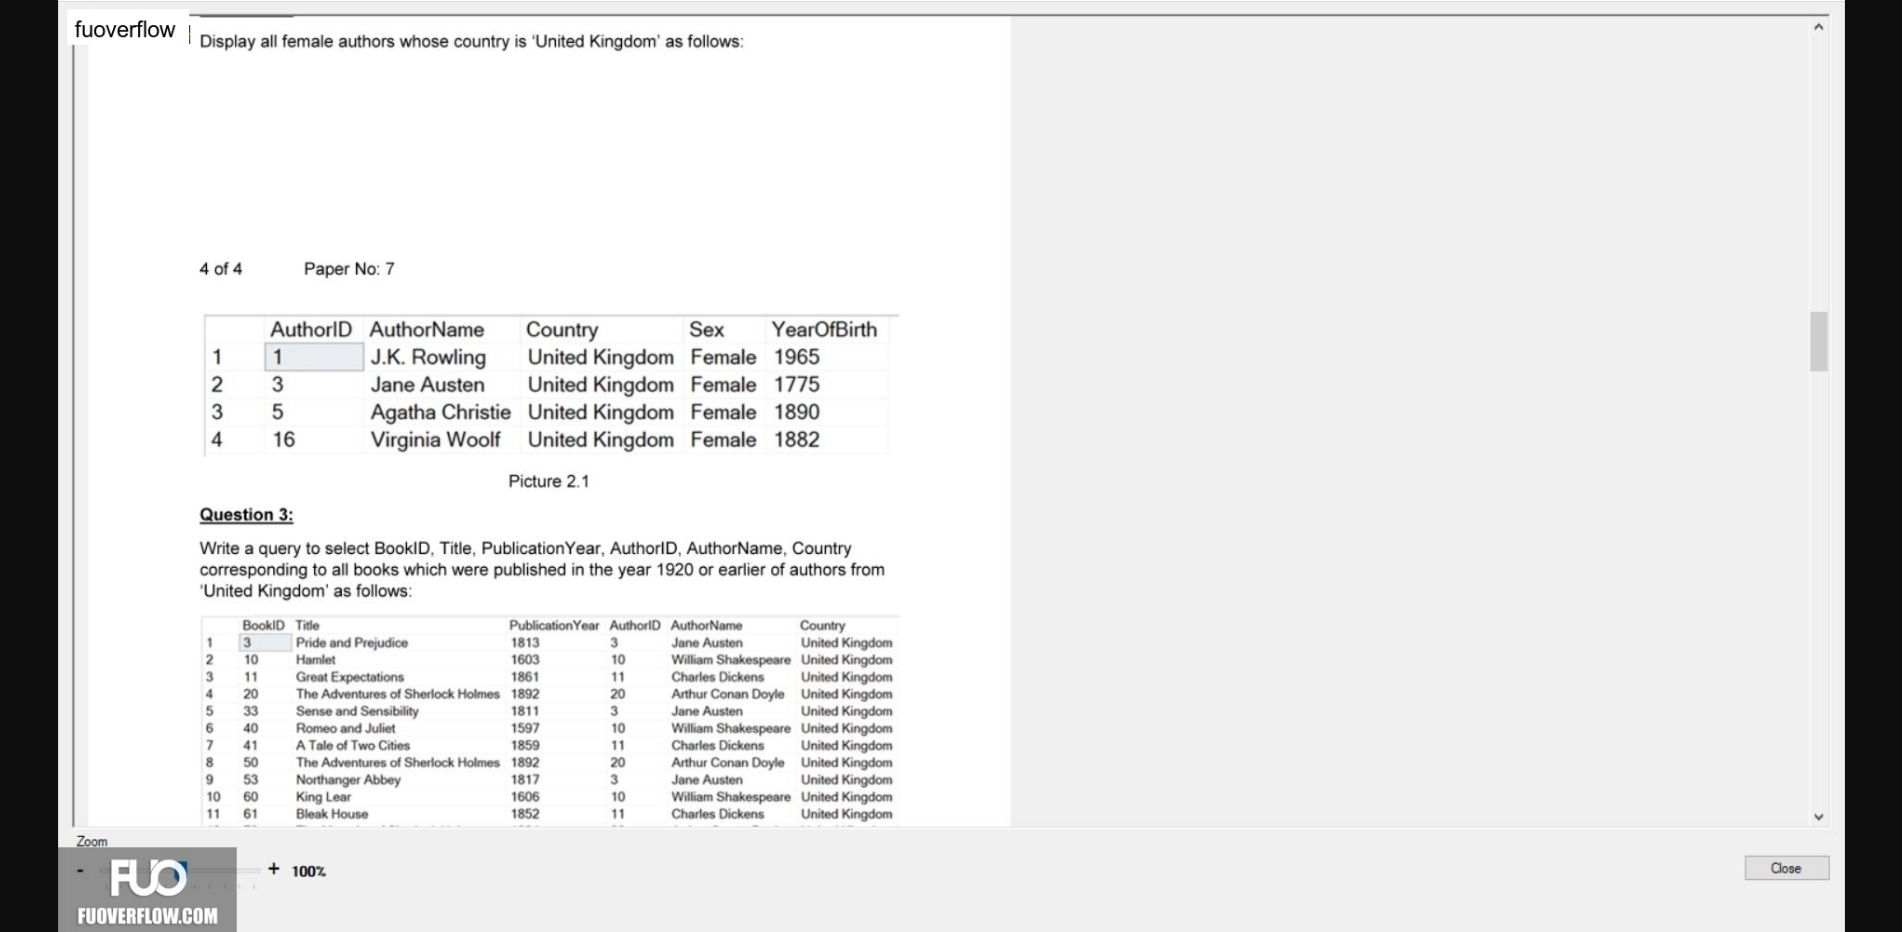 fuoverflow
Display all female authors whose country is ‘United Kingdom’ as follows:
4 of 4 Paper No: 7
AuthorID AuthorName Country Sex YearOfBirth
1 1 J.K. Rowling United Kingdom Female 1965
2 3 Jane Austen United Kingdom Female 1775
3 5 Agatha Christie United Kingdom Female 1890
4 16 Virginia Woolf United Kingdom Female 1882
Picture 2.1
Question 3:
Write a query to select BookID, Title, PublicationYear, AuthorID, AuthorName, Country
corresponding to all books which were published in the year 1920 or earlier of authors from
‘United Kingdom’ as follows:
BookID Title PublicationYear AuthorID AuthorName Country
1 3 Pride and Prejudice 1813 3 Jane Austen United Kingdom
2 10 Hamlet 1603 10 William Shakespeare United Kingdom
3 11 Great Expectations 1861 11 Charles Dickens United Kingdom
4 20 The Adventures of Sherlock Holmes 1892 20 Arthur Conan Doyle United Kingdom
5 33 Sense and Sensibility 1811 3 Jane Austen United Kingdom
6 40 Romeo and Juliet 1597 10 William Shakespeare United Kingdom
7 41 A Tale of Two Cities 1859 11 Charles Dickens United Kingdom
8 50 The Adventures of Sherlock Holmes 1892 20 Arthur Conan Doyle United Kingdom
9 53 Northanger Abbey 1817 3 Jane Austen United Kingdom
10 60 King Lear 1606 10 William Shakespeare United Kingdom
11 61 Bleak House 1852 11 Charles Dickens United Kingdom
Zoom
- + 100%
Close
FUO
FUOVERFLOW.COM